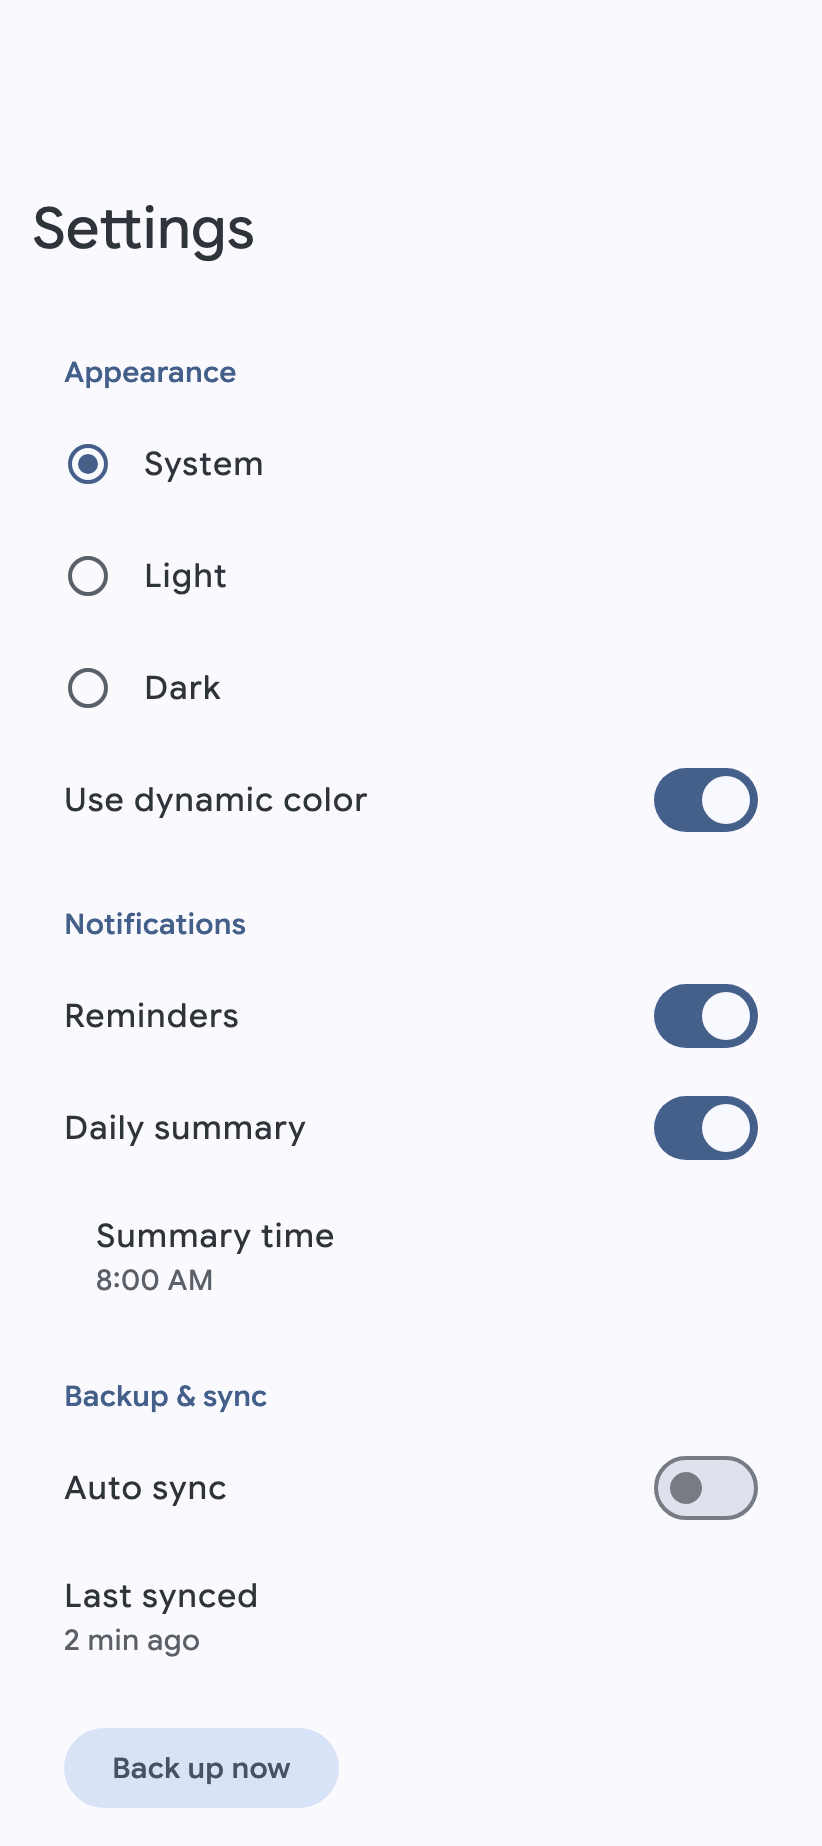 Settings
Appearance
System
Light
Dark
Use dynamic color
Notifications
Reminders
Daily summary
Summary time
8:00 AM
Backup & sync
Auto sync
Last synced
2 min ago
Back up now